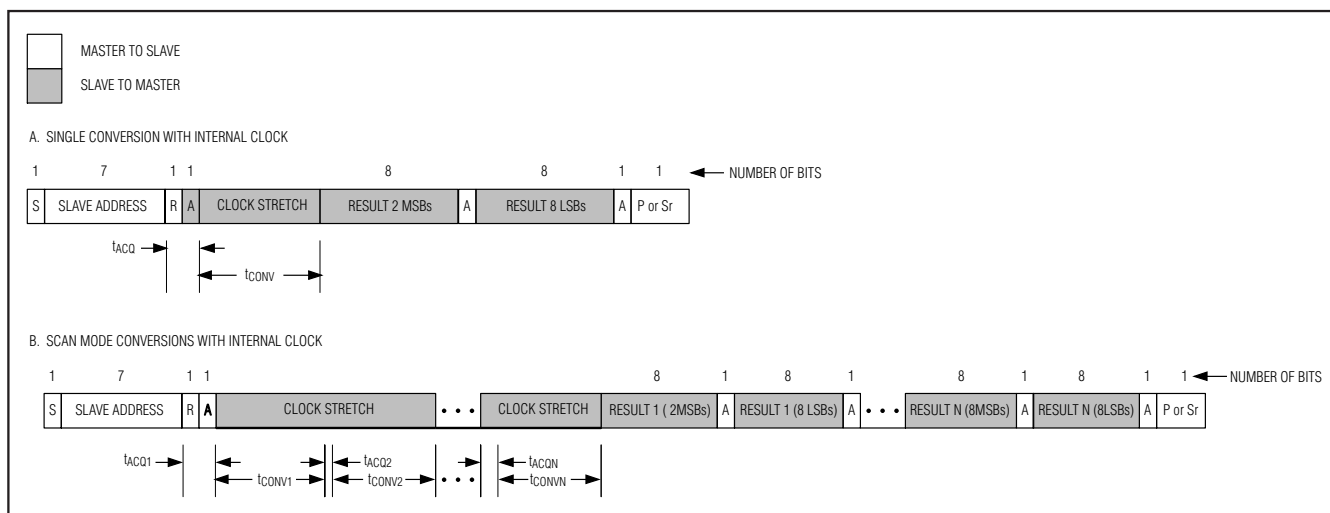 MASTER TO SLAVE
SLAVE TO MASTER
A. SINGLE CONVERSION WITH INTERNAL CLOCK
1 7 1 1 8 8 1 1 NUMBER OF BITS
S SLAVE ADDRESS R A CLOCK STRETCH RESULT 2 MSBs A RESULT 8 LSBs A P or Sr
tACQ
tCONV
B. SCAN MODE CONVERSIONS WITH INTERNAL CLOCK
1 7 1 1 8 1 8 1 8 1 8 1 1 NUMBER OF BITS
S SLAVE ADDRESS R A CLOCK STRETCH • • • CLOCK STRETCH RESULT 1 ( 2MSBs) A RESULT 1 (8 LSBs) A • • • RESULT N (8MSBs) A RESULT N (8LSBs) A P or Sr
tACQ1 tACQ2 tACQN
tCONV1 tCONV2 • • • tCONVN